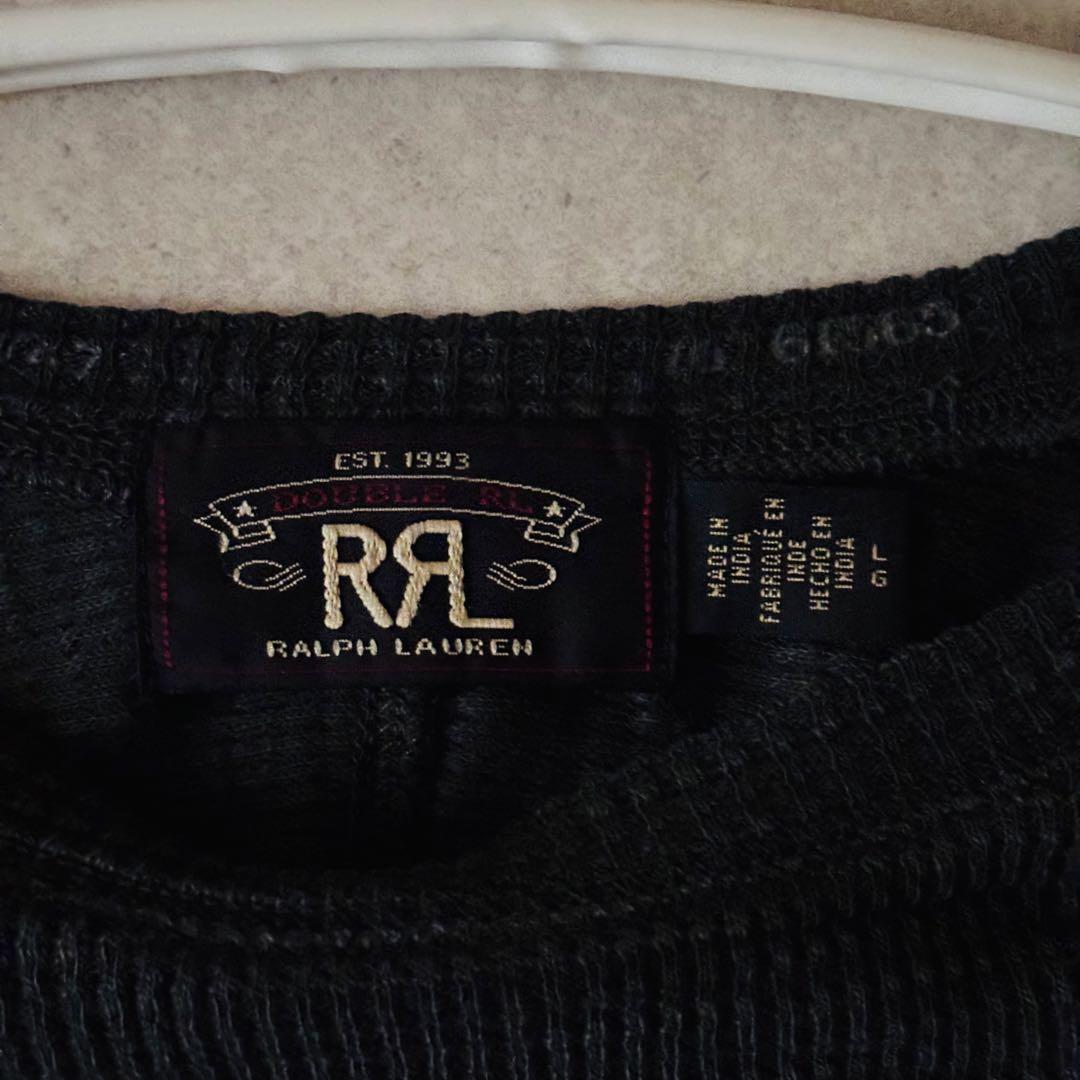 EST. 1993
DOUBLE RL
RRL
RALPH LAUREN
MADE IN
INDIA
FABRIQUÉ EN
INDE
HECHO EN
INDIA
L
G